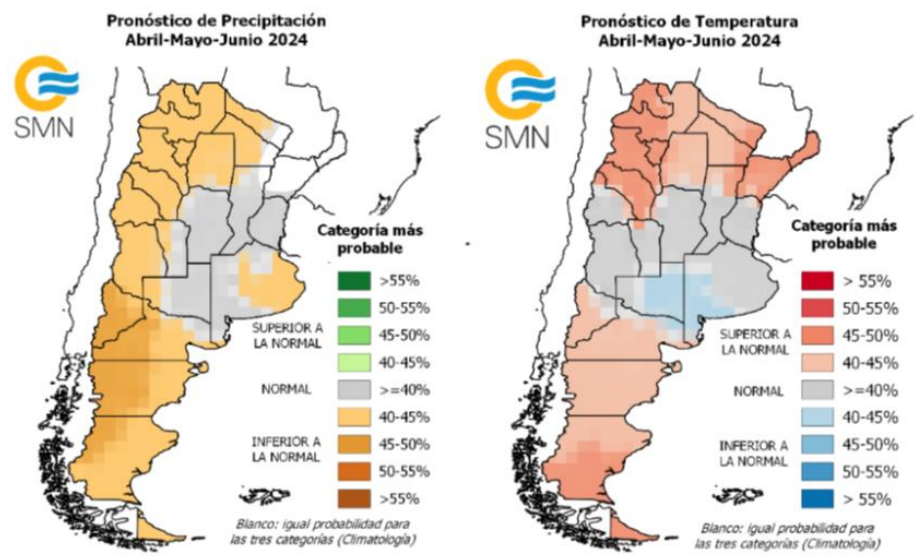 Pronóstico de Precipitación
Abril-Mayo-Junio 2024
SMN
Categoría más
probable
>55%
50-55%
45-50%
40-45%
SUPERIOR A
LA NORMAL
NORMAL
>=40%
40-45%
45-50%
50-55%
>55%
INFERIOR A
LA NORMAL
Blanco: igual probabilidad para
las tres categorías (Climatología)
Pronóstico de Temperatura
Abril-Mayo-Junio 2024
SMN
Categoría más
probable
> 55%
50-55%
45-50%
40-45%
SUPERIOR A
LA NORMAL
NORMAL
>=40%
40-45%
45-50%
50-55%
> 55%
INFERIOR A
LA NORMAL
Blanco: igual probabilidad para
las tres categorías (Climatología)